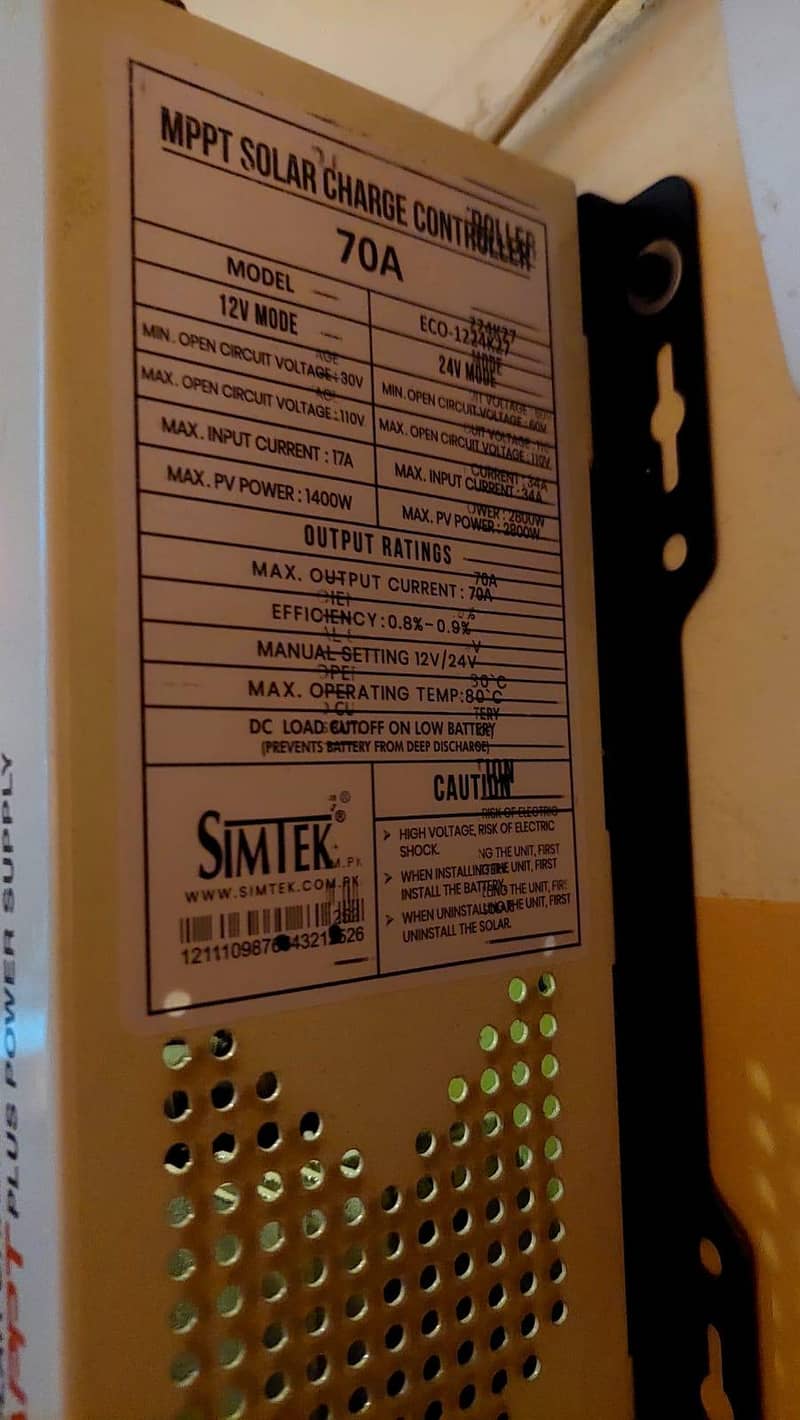 MPPT SOLAR CHARGE CONTROLLER
70A
MODEL
ECO-1224K27
12V MODE
24V MODE
MIN. OPEN CIRCUIT VOLTAGE : 30V
MIN. OPEN CIRCUIT VOLTAGE : 60V
MAX. OPEN CIRCUIT VOLTAGE : 110V
MAX. OPEN CIRCUIT VOLTAGE : 110V
MAX. INPUT CURRENT : 17A
MAX. INPUT CURRENT : 34A
MAX. PV POWER : 1400W
MAX. PV POWER : 2800W
OUTPUT RATINGS
MAX. OUTPUT CURRENT : 70A
EFFICIENCY : 0.8% - 0.9%
MANUAL SETTING 12V/24V
MAX. OPERATING TEMP:80`C
DC LOAD CUTOFF ON LOW BATTERY
(PREVENTS BATTERY FROM DEEP DISCHARGE)
SIMTEK®
WWW.SIMTEK.COM.PK
CAUTION
> HIGH VOLTAGE, RISK OF ELECTRIC
SHOCK.
> WHEN INSTALLING THE UNIT, FIRST
INSTALL THE BATTERY.
> WHEN UNINSTALLING THE UNIT, FIRST
UNINSTALL THE SOLAR.
PLUS POWER SUPPLY